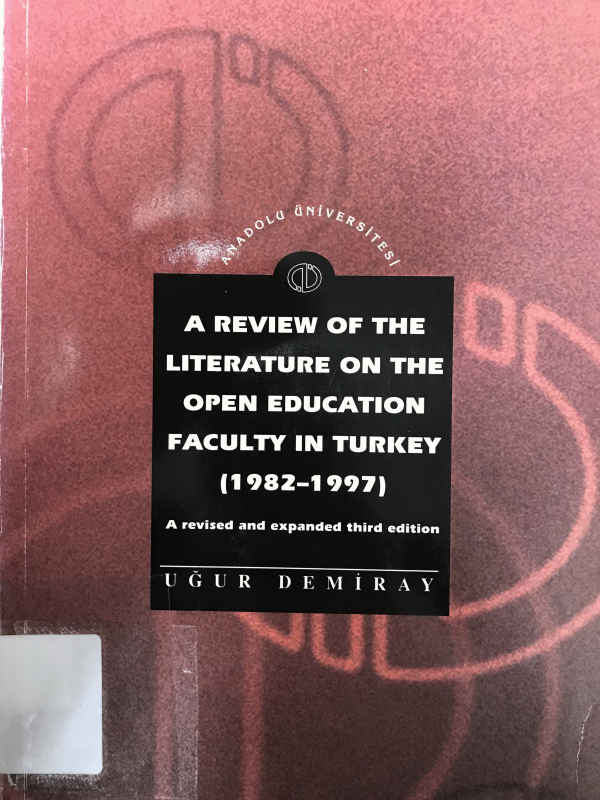 ANADOLU ÜNİVERSİTESİ
A REVIEW OF THE
LITERATURE ON THE
OPEN EDUCATION
FACULTY IN TURKEY
(1982–1997)
A revised and expanded third edition
UĞUR DEMİRAY